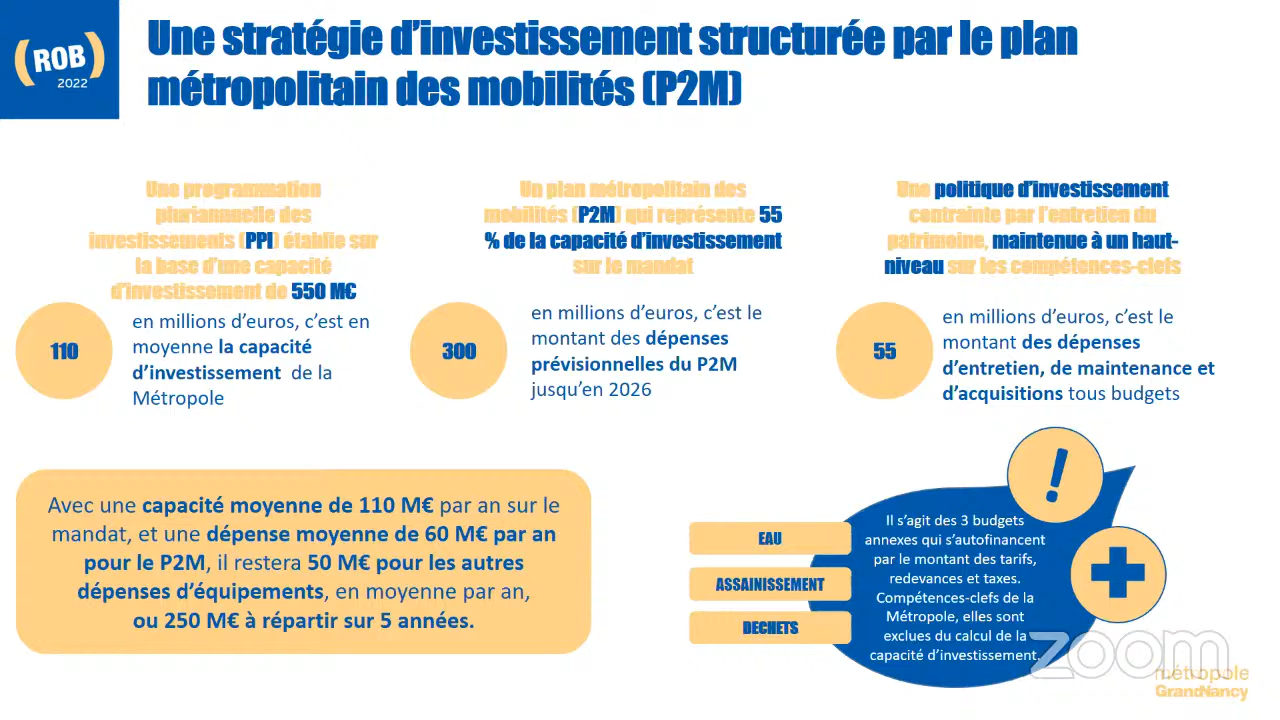 (ROB)
2022
Une stratégie d’investissement structurée par le plan
métropolitain des mobilités (P2M)
Une programmation
pluriannuelle des
investissements (PPI) établie sur
la base d’une capacité
d’investissement de 550 M€
110
en millions d’euros, c’est en
moyenne la capacité
d’investissement de la
Métropole
Un plan métropolitain des
mobilités (P2M) qui représente 55
% de la capacité d’investissement
sur le mandat
300
en millions d’euros, c’est le
montant des dépenses
prévisionnelles du P2M
jusqu’en 2026
Une politique d’investissement
contrainte par l’entretien du
patrimoine, maintenue à un haut-
niveau sur les compétences-clefs
55
en millions d’euros, c’est le
montant des dépenses
d’entretien, de maintenance et
d’acquisitions tous budgets
Avec une capacité moyenne de 110 M€ par an sur le
mandat, et une dépense moyenne de 60 M€ par an
pour le P2M, il restera 50 M€ pour les autres
dépenses d’équipements, en moyenne par an,
ou 250 M€ à répartir sur 5 années.
EAU
ASSAINISSEMENT
DECHETS
!
Il s’agit des 3 budgets
annexes qui s’autofinancent
par le montant des tarifs,
redevances et taxes.
Compétences-clefs de la
Métropole, elles sont
exclues du calcul de la
capacité d’investissement.
zoom
métropole
GrandNancy